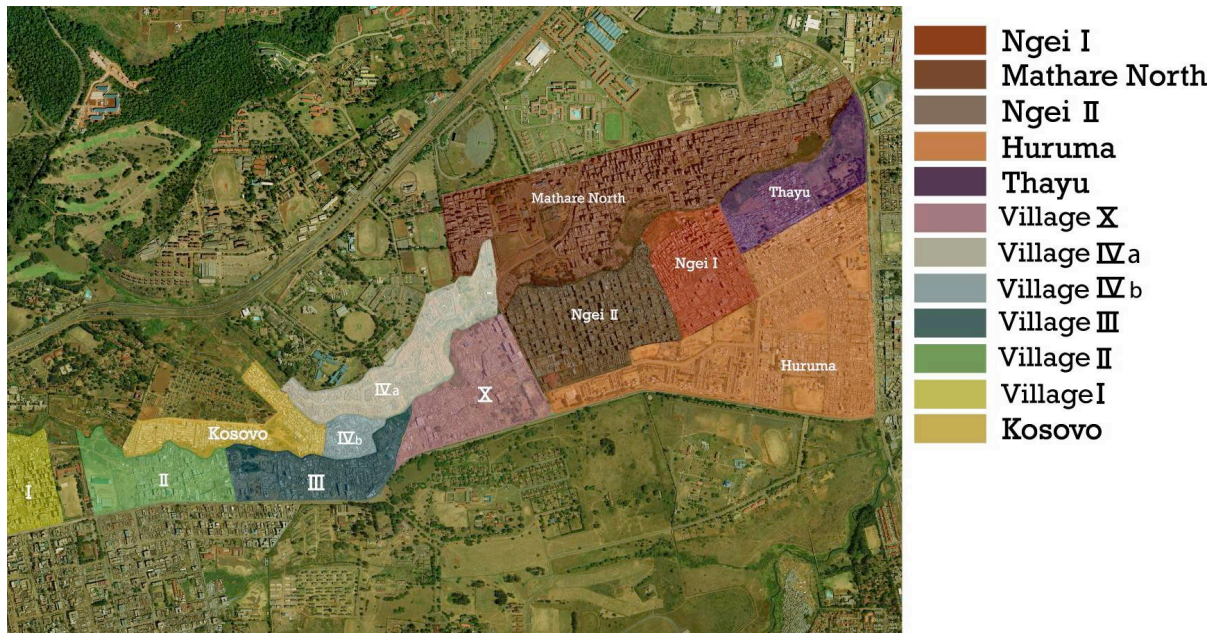 Ngei I
Mathare North
Ngei II
Huruma
Thayu
Village X
Village IVa
Village IV b
Village III
Village II
Village I
Kosovo
Mathare North
Thayu
Ngei I
Ngei II
Huruma
IVa
X
Kosovo
IVb
I
II
III